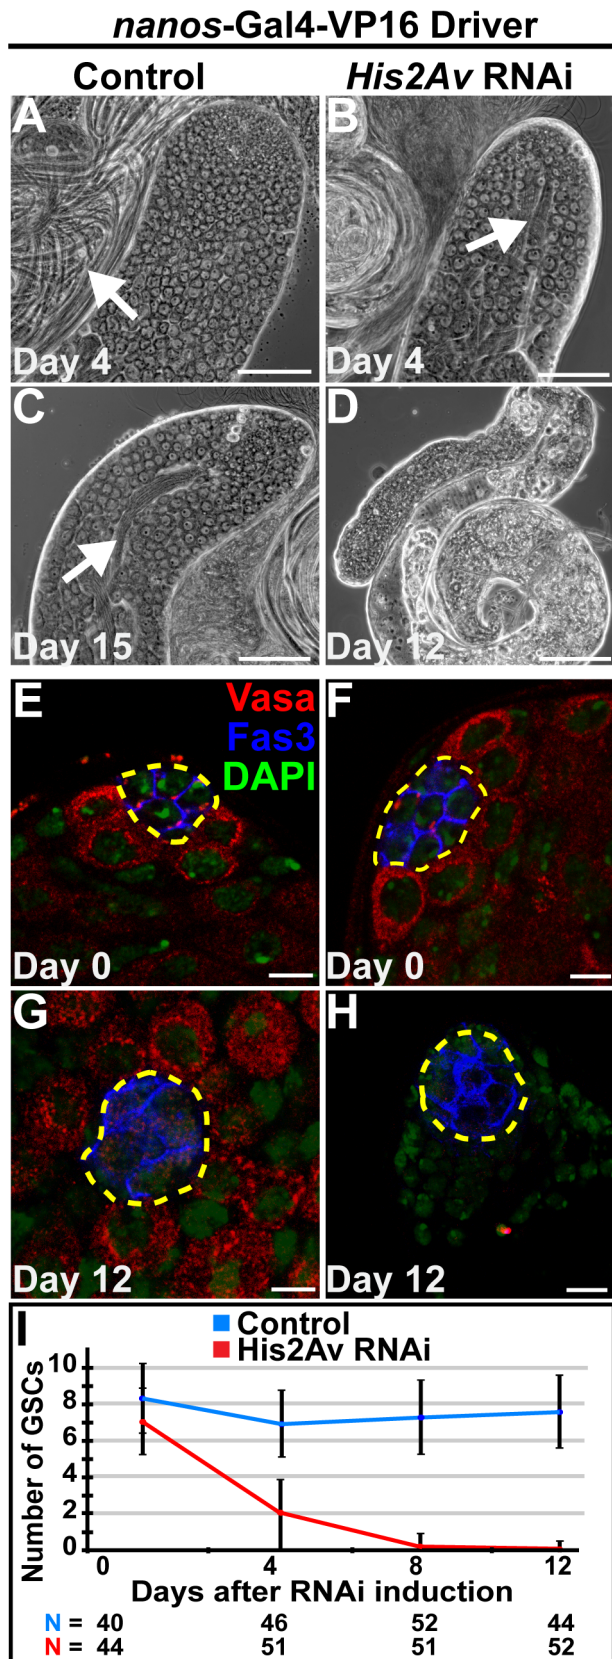 nanos-Gal4-VP16 Driver
Control His2Av RNAi
A B
Day 4 Day 4
C D
Day 15 Day 12
E Vasa F
Fas3
DAPI
Day 0 Day 0
G H
Day 12 Day 12
I Control
His2Av RNAi
Number of GSCs
10
8
6
4
2
0
0 4 8 12
Days after RNAi induction
N = 40 46 52 44
N = 44 51 51 52